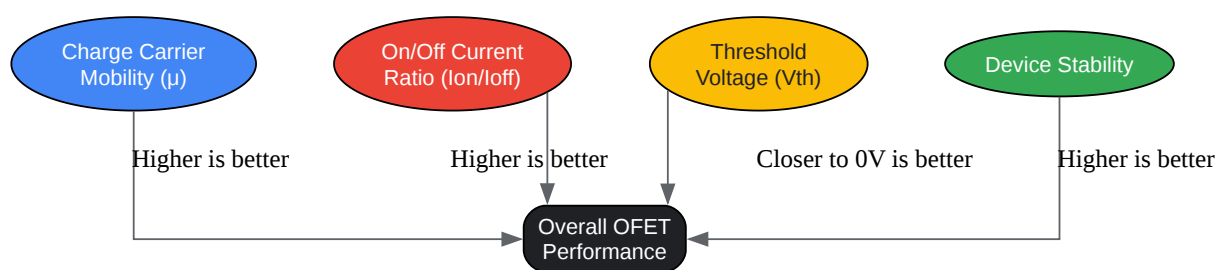 Charge Carrier
Mobility (μ)
On/Off Current
Ratio (Ion/Ioff)
Threshold
Voltage (Vth)
Device Stability
Higher is better
Higher is better
Closer to 0V is better
Higher is better
Overall OFET
Performance